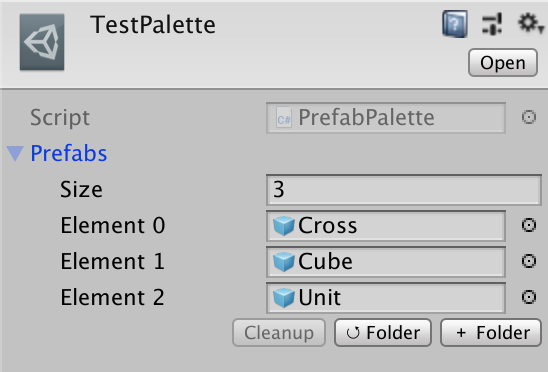 TestPalette
Open
Script C# PrefabPalette
Prefabs
Size 3
Element 0 Cross
Element 1 Cube
Element 2 Unit
Cleanup ↺ Folder + Folder